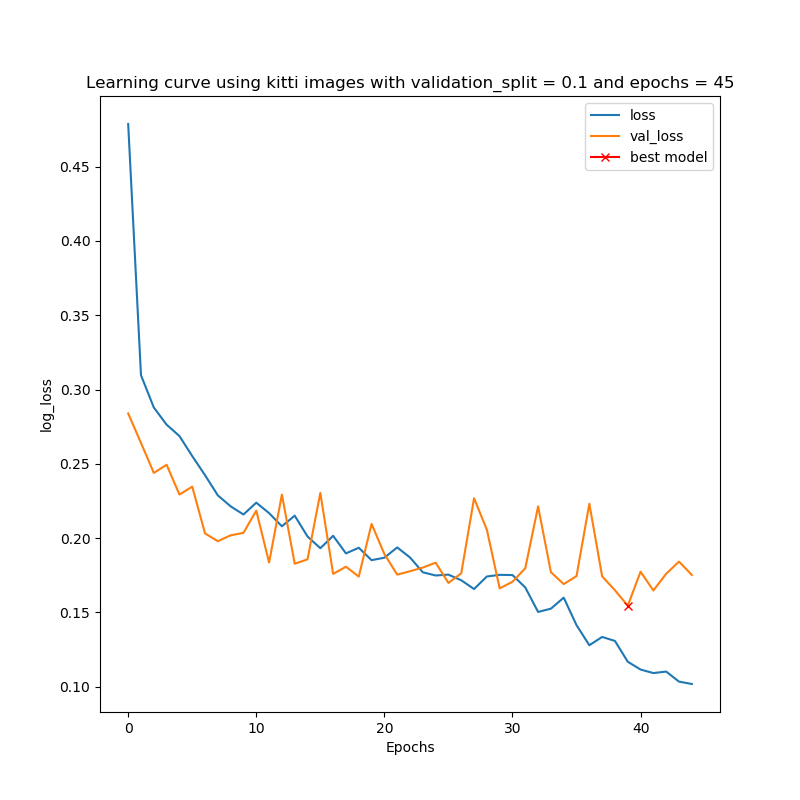 Learning curve using kitti images with validation_split = 0.1 and epochs = 45
loss
val_loss
best model
log_loss
0.45
0.40
0.35
0.30
0.25
0.20
0.15
0.10
0
10
20
30
40
Epochs